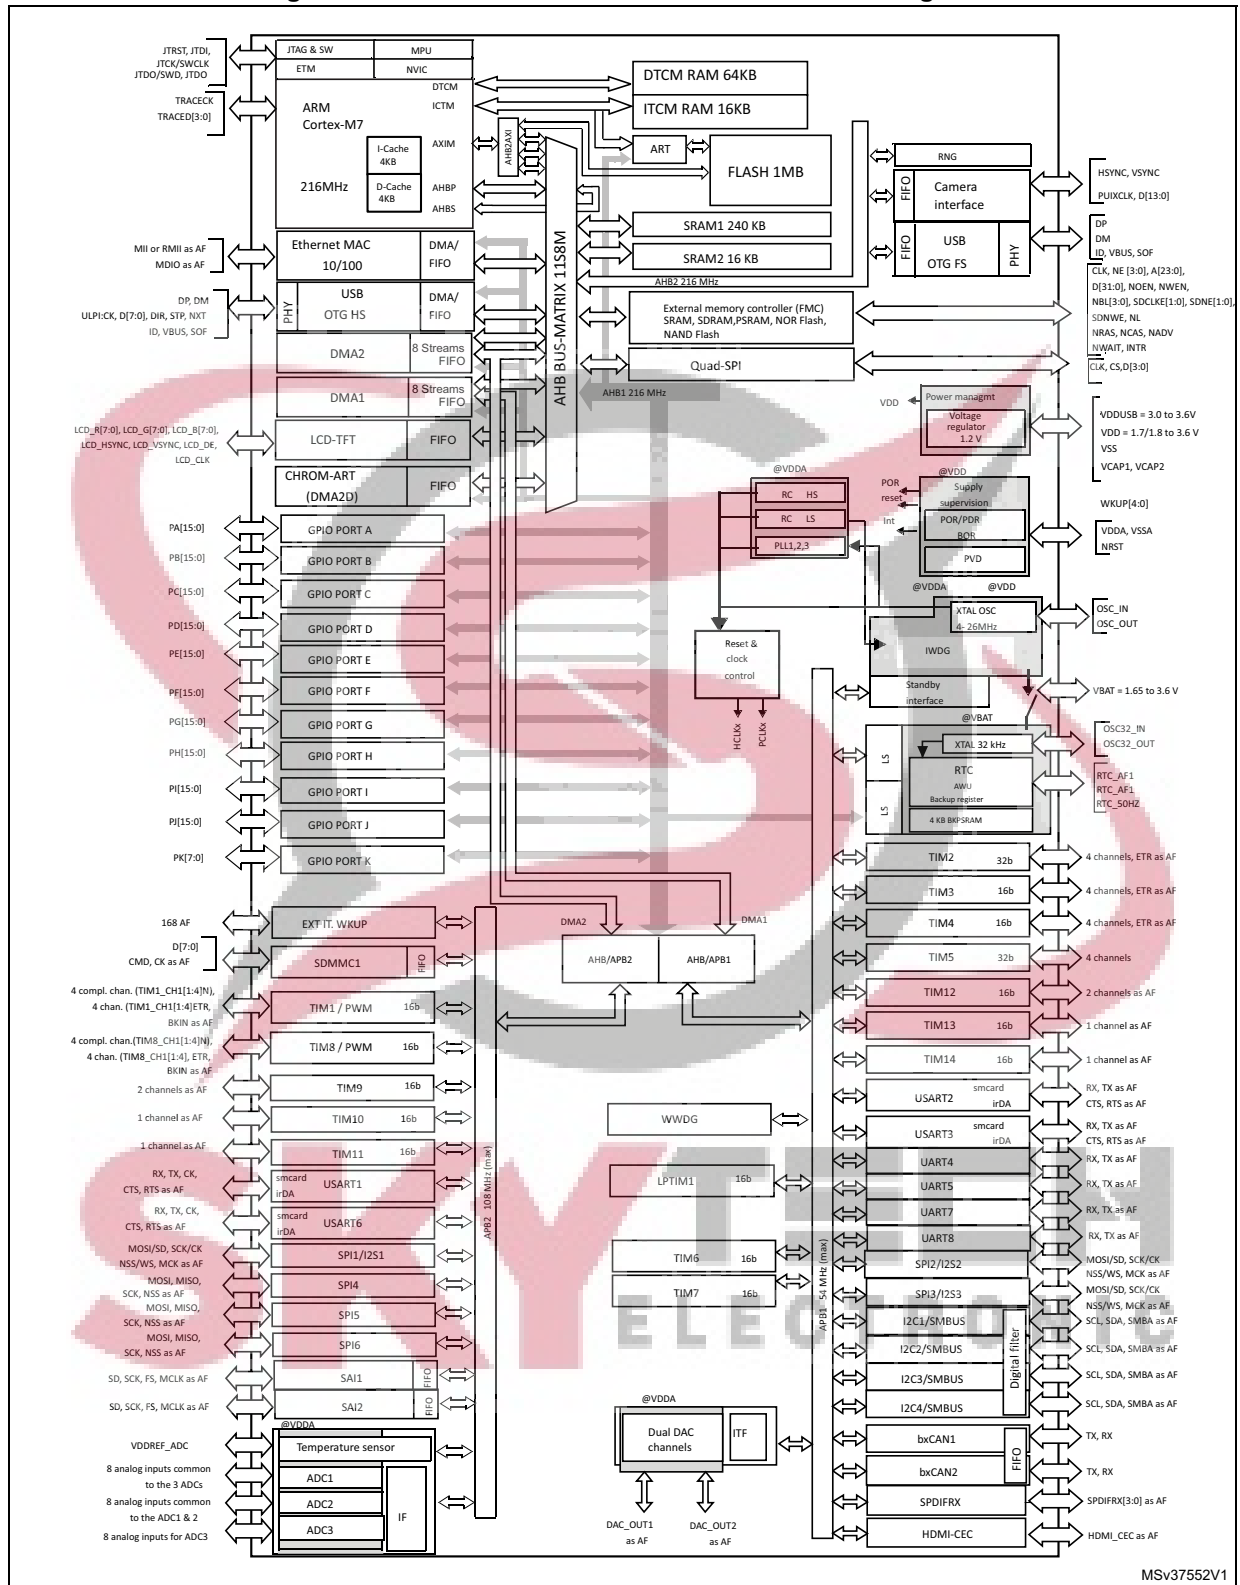 JTRST, JTDI,
JTCK/SWCLK
JTDO/SWD, JTDO
TRACECK
TRACED[3:0]
JTAG & SW
MPU
ETM
NVIC
ARM
Cortex-M7
216MHz
I-Cache
4KB
D-Cache
4KB
DTCM
ICTM
AXIM
AHBP
AHBS
AHB2AXI
AHB BUS-MATRIX 11S8M
DTCM RAM 64KB
ITCM RAM 16KB
ART
FLASH 1MB
SRAM1 240 KB
SRAM2 16 KB
AHB2 216 MHz
External memory controller (FMC)
SRAM, SDRAM,PSRAM, NOR Flash,
NAND Flash
Quad-SPI
AHB1 216 MHz
RNG
FIFO
Camera
interface
FIFO
USB
OTG FS
PHY
HSYNC, VSYNC
PUIXCLK, D[13:0]
DP
DM
ID, VBUS, SOF
CLK, NE [3:0], A[23:0],
D[31:0], NOEN, NWEN,
NBL[3:0], SDCLKE[1:0], SDNE[1:0],
SDNWE, NL
NRAS, NCAS, NADV
NWAIT, INTR
CLK, CS,D[3:0]
MII or RMII as AF
MDIO as AF
Ethernet MAC
10/100
DMA/
FIFO
DP, DM
ULPI:CK, D[7:0], DIR, STP, NXT
ID, VBUS, SOF
PHY
USB
OTG HS
DMA/
FIFO
DMA2
8 Streams
FIFO
DMA1
8 Streams
FIFO
LCD_R[7:0], LCD_G[7:0], LCD_B[7:0],
LCD_HSYNC, LCD_VSYNC, LCD_DE,
LCD_CLK
LCD-TFT
FIFO
CHROM-ART
(DMA2D)
FIFO
VDD
Power managmt
Voltage
regulator
1.2 V
VDDUSB = 3.0 to 3.6V
VDD = 1.7/1.8 to 3.6 V
VSS
VCAP1, VCAP2
@VDDA
RC HS
RC LS
PLL1,2,3
@VDD
POR
reset
Int
Supply
supervision
POR/PDR
BOR
PVD
WKUP[4:0]
VDDA, VSSA
NRST
@VDDA
@VDD
XTAL OSC
4- 26MHz
IWDG
OSC_IN
OSC_OUT
Standby
interface
VBAT = 1.65 to 3.6 V
@VBAT
LS
LS
XTAL 32 kHz
RTC
AWU
Backup register
4 KB BKPSRAM
OSC32_IN
OSC32_OUT
RTC_AF1
RTC_AF1
RTC_50HZ
Reset &
clock
control
HCLKx
PCLKx
PA[15:0]
GPIO PORT A
PB[15:0]
GPIO PORT B
PC[15:0]
GPIO PORT C
PD[15:0]
GPIO PORT D
PE[15:0]
GPIO PORT E
PF[15:0]
GPIO PORT F
PG[15:0]
GPIO PORT G
PH[15:0]
GPIO PORT H
PI[15:0]
GPIO PORT I
PJ[15:0]
GPIO PORT J
PK[7:0]
GPIO PORT K
DMA2
DMA1
AHB/APB2
AHB/APB1
168 AF
EXT IT. WKUP
D[7:0]
CMD, CK as AF
SDMMC1
FIFO
4 compl. chan. (TIM1_CH1[1:4]N),
4 chan. (TIM1_CH1[1:4]ETR,
BKIN as AF
TIM1 / PWM 16b
4 compl. chan.(TIM8_CH1[1:4]N),
4 chan. (TIM8_CH1[1:4], ETR,
BKIN as AF
TIM8 / PWM 16b
2 channels as AF
TIM9 16b
1 channel as AF
TIM10 16b
1 channel as AF
TIM11 16b
RX, TX, CK,
CTS, RTS as AF
smcard
irDA
USART1
RX, TX, CK,
CTS, RTS as AF
smcard
irDA
USART6
MOSI/SD, SCK/CK
NSS/WS, MCK as AF
SPI1/I2S1
MOSI, MISO,
SCK, NSS as AF
SPI4
MOSI, MISO,
SCK, NSS as AF
SPI5
MOSI, MISO,
SCK, NSS as AF
SPI6
SD, SCK, FS, MCLK as AF
SAI1
FIFO
SD, SCK, FS, MCLK as AF
SAI2
FIFO
@VDDA
VDDREF_ADC
Temperature sensor
8 analog inputs common
to the 3 ADCs
ADC1
8 analog inputs common
to the ADC1 & 2
ADC2
8 analog inputs for ADC3
ADC3
IF
APB2 108 MHz (max)
WWDG
LPTIM1 16b
TIM6 16b
TIM7 16b
@VDDA
Dual DAC
channels
ITF
DAC_OUT1
as AF
DAC_OUT2
as AF
APB1 54 MHz (max)
TIM2 32b
4 channels, ETR as AF
TIM3 16b
4 channels, ETR as AF
TIM4 16b
4 channels, ETR as AF
TIM5 32b
4 channels
TIM12 16b
2 channels as AF
TIM13 16b
1 channel as AF
TIM14 16b
1 channel as AF
USART2
smcard
irDA
RX, TX as AF
CTS, RTS as AF
USART3
smcard
irDA
RX, TX as AF
CTS, RTS as AF
UART4
RX, TX as AF
UART5
RX, TX as AF
UART7
RX, TX as AF
UART8
RX, TX as AF
SPI2/I2S2
MOSI/SD, SCK/CK
NSS/WS, MCK as AF
SPI3/I2S3
MOSI/SD, SCK/CK
NSS/WS, MCK as AF
I2C1/SMBUS
SCL, SDA, SMBA as AF
I2C2/SMBUS
SCL, SDA, SMBA as AF
I2C3/SMBUS
SCL, SDA, SMBA as AF
I2C4/SMBUS
SCL, SDA, SMBA as AF
Digital filter
bxCAN1
TX, RX
bxCAN2
TX, RX
FIFO
SPDIFRX
SPDIFRX[3:0] as AF
HDMI-CEC
HDMI_CEC as AF
SKYTECH
ELECTRONIC
MSv37552V1